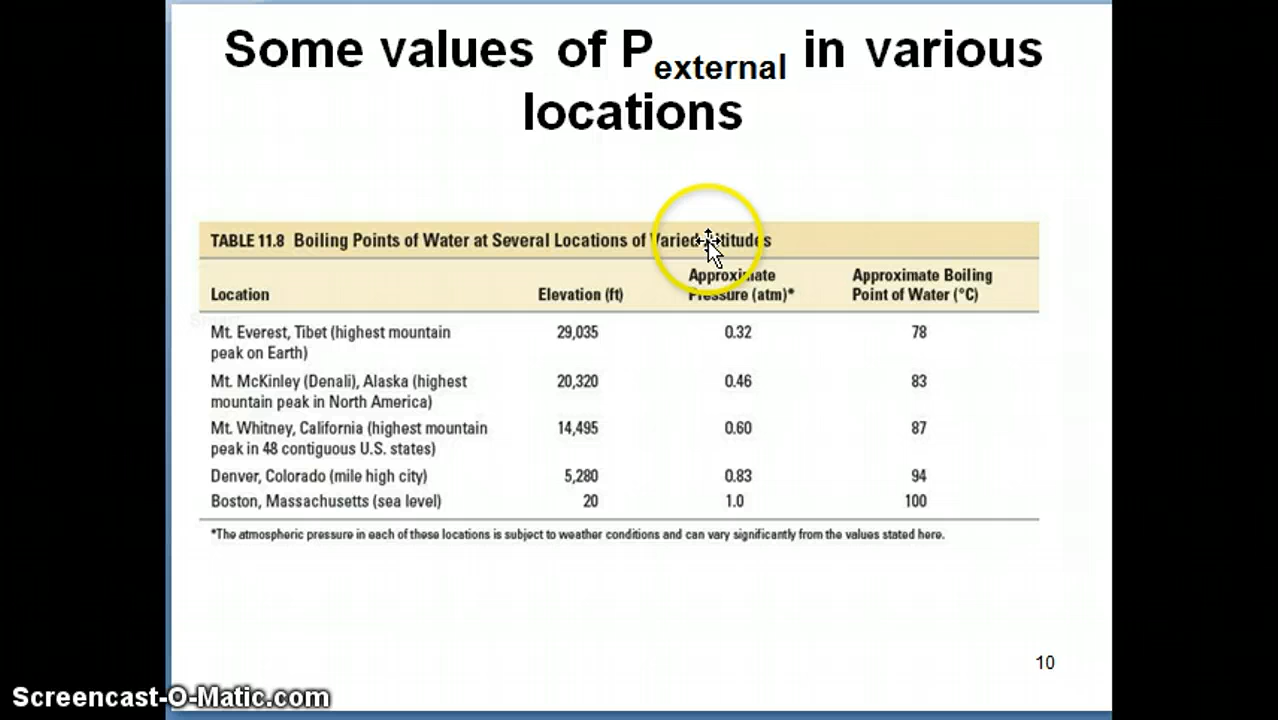 Some values of Pexternal in various
locations
TABLE 11.8 Boiling Points of Water at Several Locations of Varied Altitudes
Location Elevation (ft) Approximate Pressure (atm)* Approximate Boiling Point of Water (°C)
Mt. Everest, Tibet (highest mountain 29,035 0.32 78
peak on Earth)
Mt. McKinley (Denali), Alaska (highest 20,320 0.46 83
mountain peak in North America)
Mt. Whitney, California (highest mountain 14,495 0.60 87
peak in 48 contiguous U.S. states)
Denver, Colorado (mile high city) 5,280 0.83 94
Boston, Massachusetts (sea level) 20 1.0 100
*The atmospheric pressure in each of these locations is subject to weather conditions and can vary significantly from the values stated here.
10
Screencast-O-Matic.com